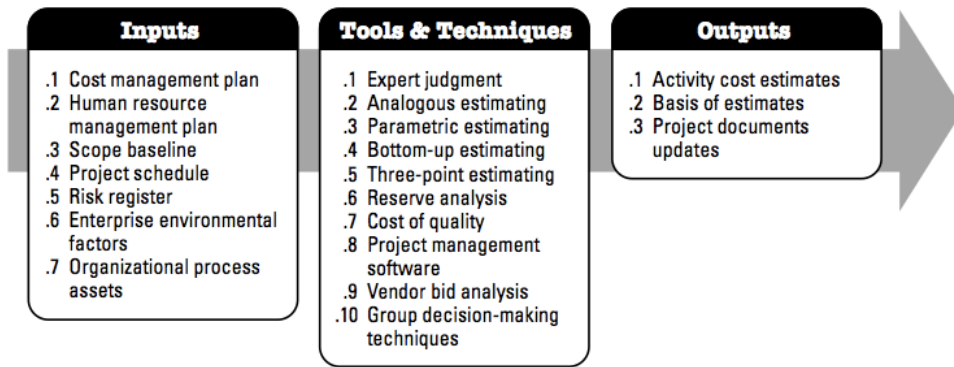 Inputs
.1 Cost management plan
.2 Human resource
management plan
.3 Scope baseline
.4 Project schedule
.5 Risk register
.6 Enterprise environmental
factors
.7 Organizational process
assets
Tools & Techniques
.1 Expert judgment
.2 Analogous estimating
.3 Parametric estimating
.4 Bottom-up estimating
.5 Three-point estimating
.6 Reserve analysis
.7 Cost of quality
.8 Project management
software
.9 Vendor bid analysis
.10 Group decision-making
techniques
Outputs
.1 Activity cost estimates
.2 Basis of estimates
.3 Project documents
updates